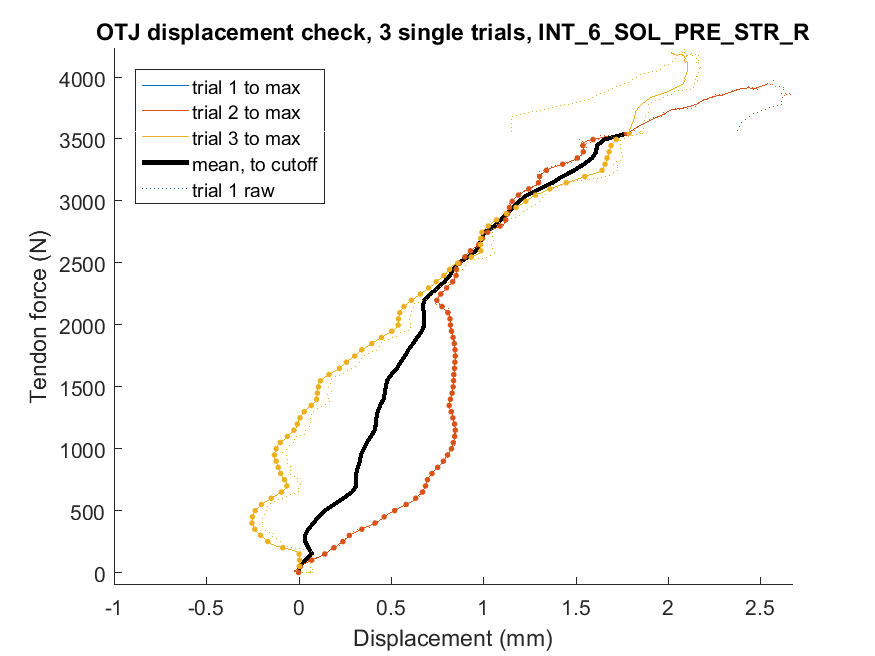 OTJ displacement check, 3 single trials, INT_6_SOL_PRE_STR_R
4000
3500
3000
2500
2000
1500
1000
500
0
Tendon force (N)
trial 1 to max
trial 2 to max
trial 3 to max
mean, to cutoff
trial 1 raw
-1
-0.5
0
0.5
1
1.5
2
2.5
Displacement (mm)